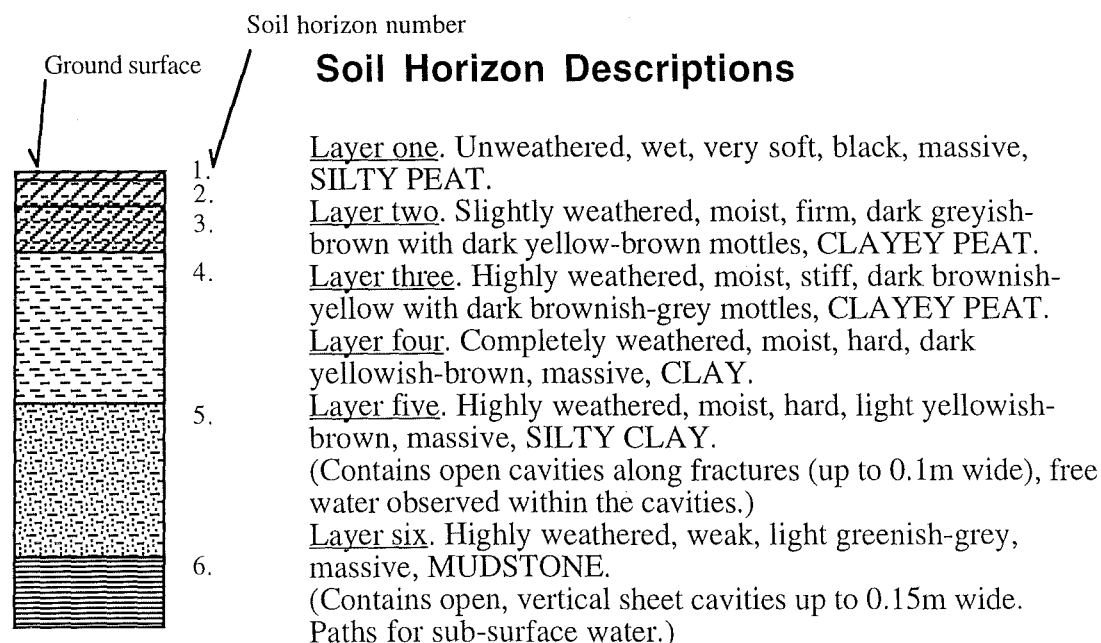 Soil horizon number
Ground surface
Soil Horizon Descriptions
1.
2.
3.
4.
5.
6.
Layer one. Unweathered, wet, very soft, black, massive,
SILTY PEAT.
Layer two. Slightly weathered, moist, firm, dark greyish-
brown with dark yellow-brown mottles, CLAYEY PEAT.
Layer three. Highly weathered, moist, stiff, dark brownish-
yellow with dark brownish-grey mottles, CLAYEY PEAT.
Layer four. Completely weathered, moist, hard, dark
yellowish-brown, massive, CLAY.
Layer five. Highly weathered, moist, hard, light yellowish-
brown, massive, SILTY CLAY.
(Contains open cavities along fractures (up to 0.1m wide), free
water observed within the cavities.)
Layer six. Highly weathered, weak, light greenish-grey,
massive, MUDSTONE.
(Contains open, vertical sheet cavities up to 0.15m wide.
Paths for sub-surface water.)